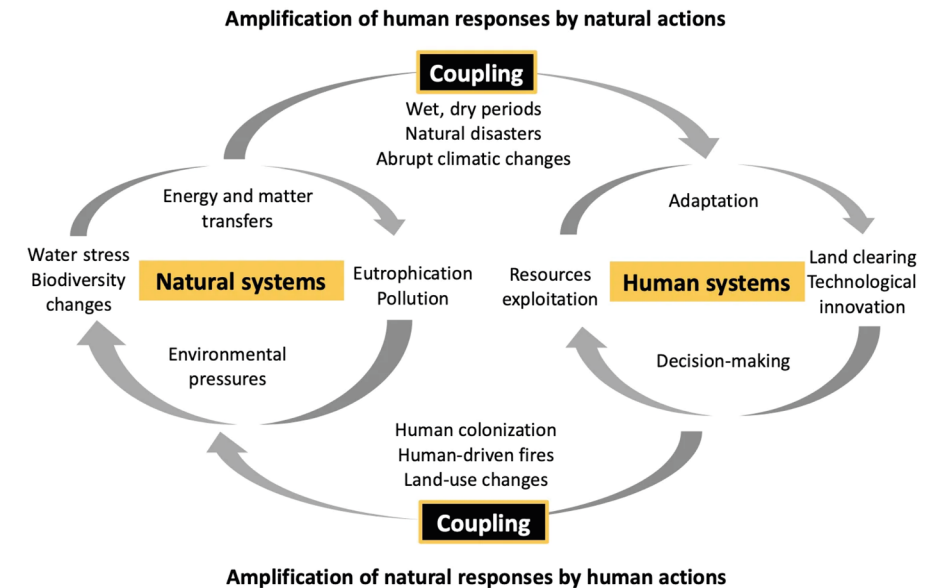 Amplification of human responses by natural actions
Coupling
Wet, dry periods
Natural disasters
Abrupt climatic changes
Energy and matter
transfers
Adaptation
Water stress
Biodiversity
changes
Natural systems
Eutrophication
Pollution
Resources
exploitation
Human systems
Land clearing
Technological
innovation
Environmental
pressures
Decision-making
Human colonization
Human-driven fires
Land-use changes
Coupling
Amplification of natural responses by human actions